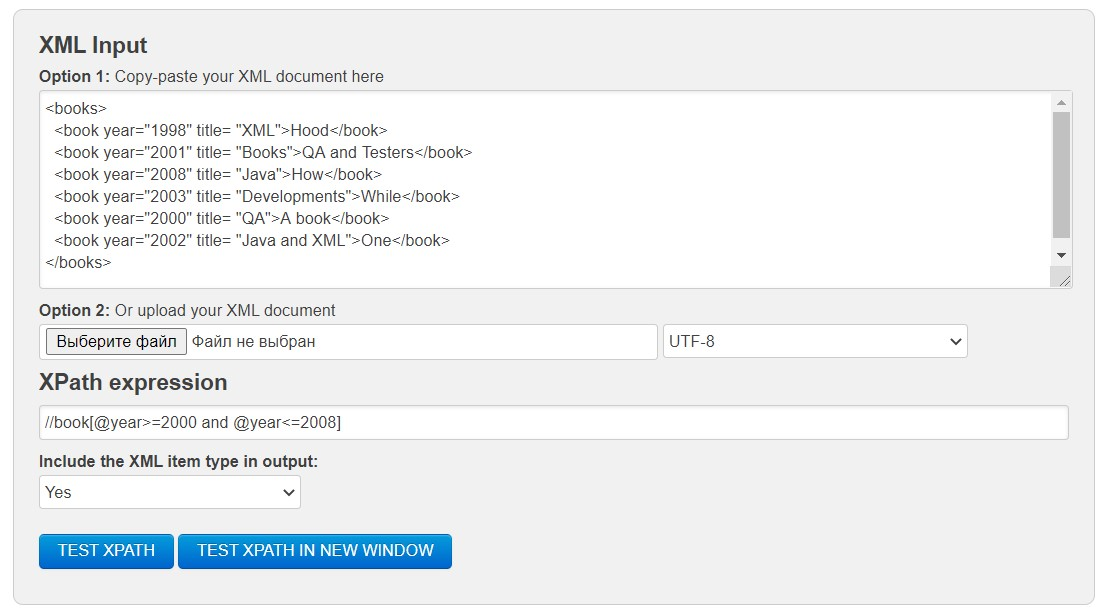 XML Input
Option 1: Copy-paste your XML document here
<books>
  <book year="1998" title= "XML">Hood</book>
  <book year="2001" title= "Books">QA and Testers</book>
  <book year="2008" title= "Java">How</book>
  <book year="2003" title= "Developments">While</book>
  <book year="2000" title= "QA">A book</book>
  <book year="2002" title= "Java and XML">One</book>
</books>
Option 2: Or upload your XML document
Выберите файл Файл не выбран UTF-8
XPath expression
//book[@year>=2000 and @year<=2008]
Include the XML item type in output:
Yes
TEST XPATH TEST XPATH IN NEW WINDOW